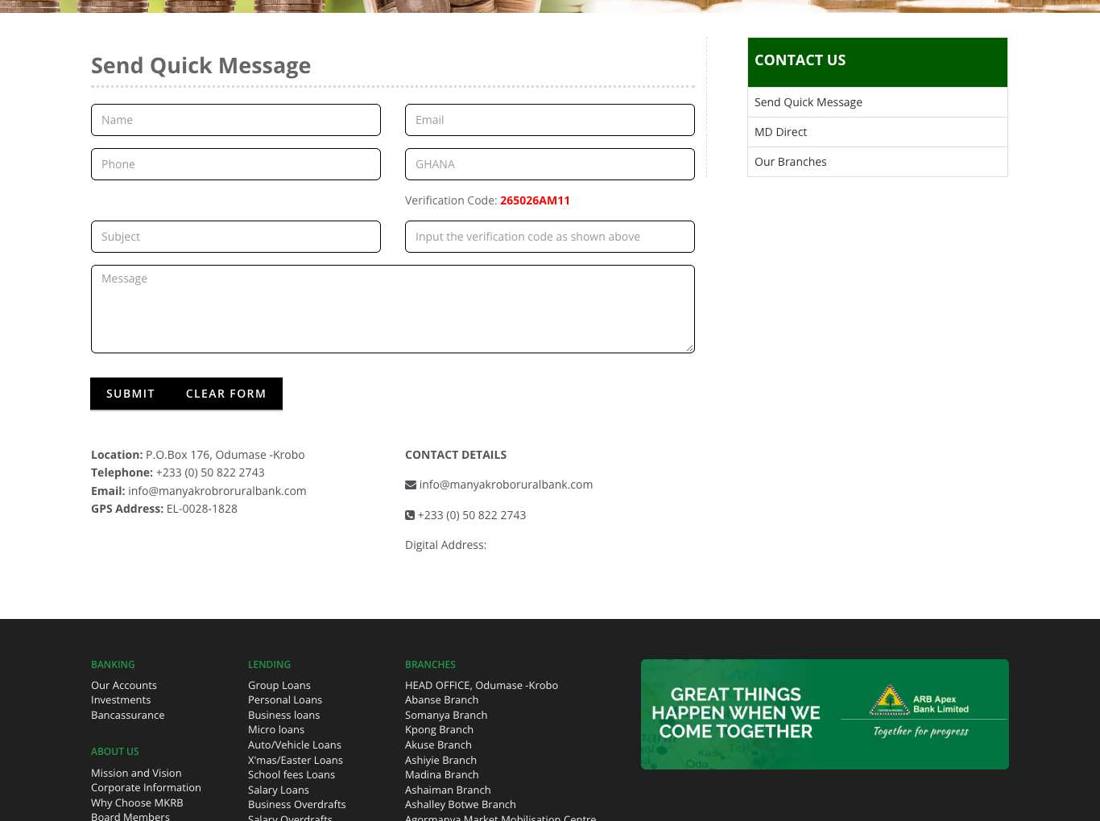 Send Quick Message
Name
Email
Phone
GHANA
Verification Code: 265026AM11
Subject
Input the verification code as shown above
Message
SUBMIT
CLEAR FORM
CONTACT US
Send Quick Message
MD Direct
Our Branches
Location: P.O.Box 176, Odumase -Krobo
Telephone: +233 (0) 50 822 2743
Email: info@manyakrobroruralbank.com
GPS Address: EL-0028-1828
CONTACT DETAILS
info@manyakroboruralbank.com
+233 (0) 50 822 2743
Digital Address:
BANKING
Our Accounts
Investments
Bancassurance
ABOUT US
Mission and Vision
Corporate Information
Why Choose MKRB
Board Members
LENDING
Group Loans
Personal Loans
Business loans
Micro loans
Auto/Vehicle Loans
X'mas/Easter Loans
School fees Loans
Salary Loans
Business Overdrafts
Salary Overdrafts
BRANCHES
HEAD OFFICE, Odumase -Krobo
Abanse Branch
Somanya Branch
Kpong Branch
Akuse Branch
Ashiyie Branch
Madina Branch
Ashaiman Branch
Ashalley Botwe Branch
Agormanya Market Mobilisation Centre
GREAT THINGS
HAPPEN WHEN WE
COME TOGETHER
ARB Apex
Bank Limited
Together for progress